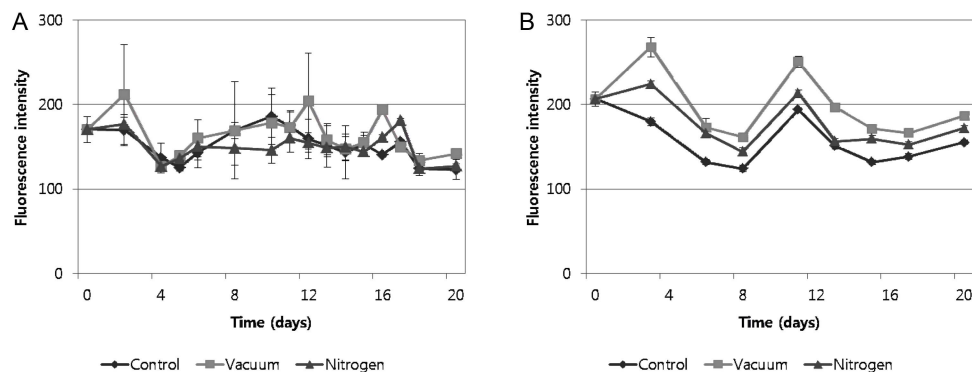 A
300
200
100
0
Fluorescence intensity
0 4 8 12 16 20
Time (days)
Control Vacuum Nitrogen
B
300
200
100
0
Fluorescence intensity
0 4 8 12 16 20
Time (days)
Control Vacuum Nitrogen